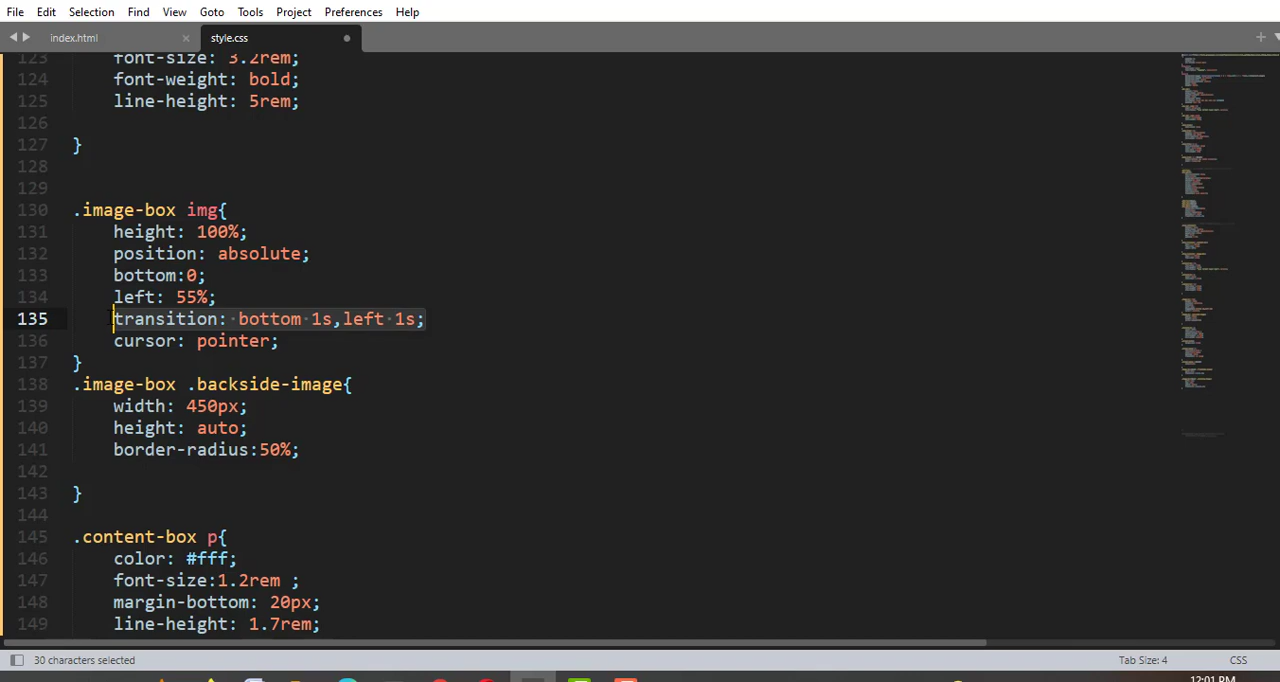 File Edit Selection Find View Goto Tools Project Preferences Help
index.html × style.css
123 font-size: 3.2rem;
124 font-weight: bold;
125 line-height: 5rem;
126
127 }
128
129
130 .image-box img{
131 height: 100%;
132 position: absolute;
133 bottom:0;
134 left: 55%;
135 transition: bottom 1s,left 1s;
136 cursor: pointer;
137 }
138 .image-box .backside-image{
139 width: 450px;
140 height: auto;
141 border-radius:50%;
142
143 }
144
145 .content-box p{
146 color: #fff;
147 font-size:1.2rem ;
148 margin-bottom: 20px;
149 line-height: 1.7rem;
30 characters selected Tab Size: 4 CSS
12:01 PM